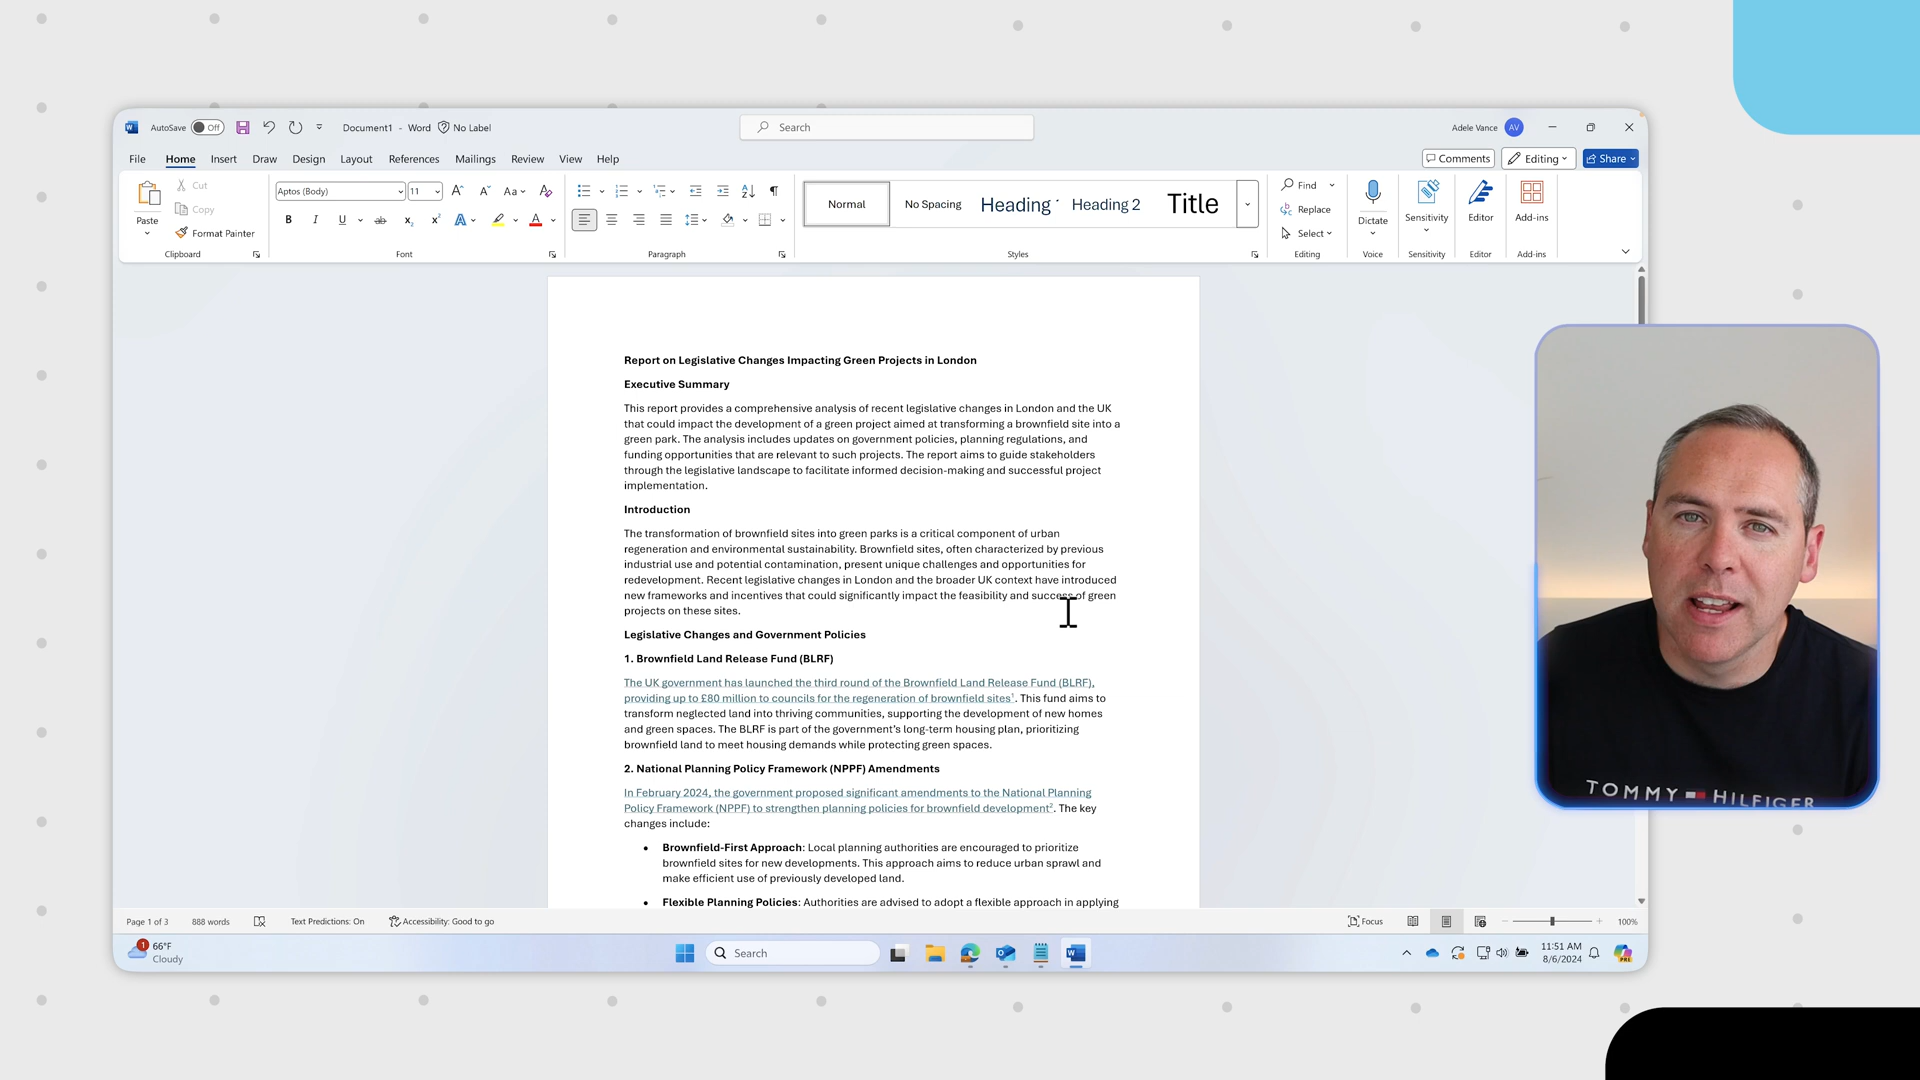 AutoSave Off Document1 - Word No Label Search Adele Vance AV
File Home Insert Draw Design Layout References Mailings Review View Help Comments Editing Share
Paste
Cut
Copy
Format Painter
Clipboard
Aptos (Body) 11
Font
Paragraph
Normal No Spacing Heading Heading 2 Title
Styles
Find
Replace
Select
Editing
Dictate
Voice
Sensitivity
Sensitivity
Editor
Editor
Add-ins
Add-ins
Report on Legislative Changes Impacting Green Projects in London
Executive Summary
This report provides a comprehensive analysis of recent legislative changes in London and the UK
that could impact the development of a green project aimed at transforming a brownfield site into a
green park. The analysis includes updates on government policies, planning regulations, and
funding opportunities that are relevant to such projects. The report aims to guide stakeholders
through the legislative landscape to facilitate informed decision-making and successful project
implementation.
Introduction
The transformation of brownfield sites into green parks is a critical component of urban
regeneration and environmental sustainability. Brownfield sites, often characterized by previous
industrial use and potential contamination, present unique challenges and opportunities for
redevelopment. Recent legislative changes in London and the broader UK context have introduced
new frameworks and incentives that could significantly impact the feasibility and success of green
projects on these sites.
Legislative Changes and Government Policies
1. Brownfield Land Release Fund (BLRF)
The UK government has launched the third round of the Brownfield Land Release Fund (BLRF),
providing up to £80 million to councils for the regeneration of brownfield sites¹. This fund aims to
transform neglected land into thriving communities, supporting the development of new homes
and green spaces. The BLRF is part of the government's long-term housing plan, prioritizing
brownfield land to meet housing demands while protecting green spaces.
2. National Planning Policy Framework (NPPF) Amendments
In February 2024, the government proposed significant amendments to the National Planning
Policy Framework (NPPF) to strengthen planning policies for brownfield development². The key
changes include:
• Brownfield-First Approach: Local planning authorities are encouraged to prioritize
brownfield sites for new developments. This approach aims to reduce urban sprawl and
make efficient use of previously developed land.
• Flexible Planning Policies: Authorities are advised to adopt a flexible approach in applying
TOMMY HILFIGER
Page 1 of 3 888 words Text Predictions: On Accessibility: Good to go Focus 100%
1 66°F
Cloudy
Search
11:51 AM
8/6/2024
PRE